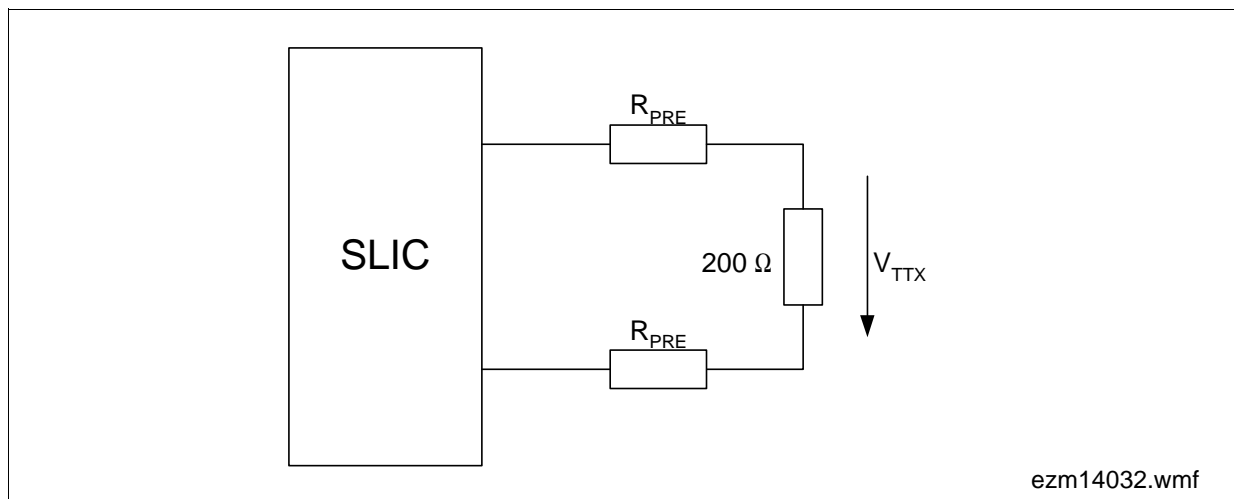 R_PRE
SLIC
200 Ω
V_TTX
R_PRE
ezm14032.wmf